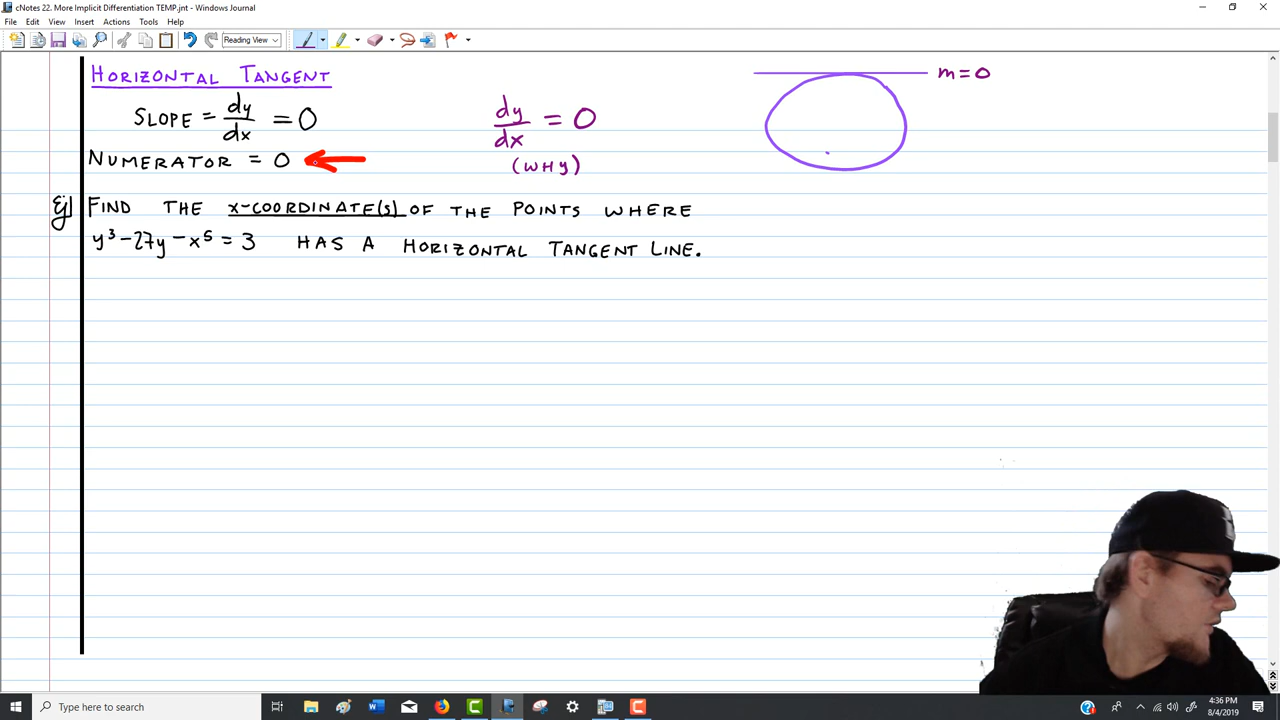 cNotes 22. More Implicit Differentiation TEMP.jnt - Windows Journal
File Edit View Insert Actions Tools Help
Reading View
HORIZONTAL TANGENT
m = 0
SLOPE = dy/dx = 0
dy/dx = 0
NUMERATOR = 0
(WHY)
Ej FIND THE X-COORDINATE(S) OF THE POINTS WHERE
y³ - 27y - x⁵ = 3 HAS A HORIZONTAL TANGENT LINE.
Type here to search
4:36 PM
8/4/2019